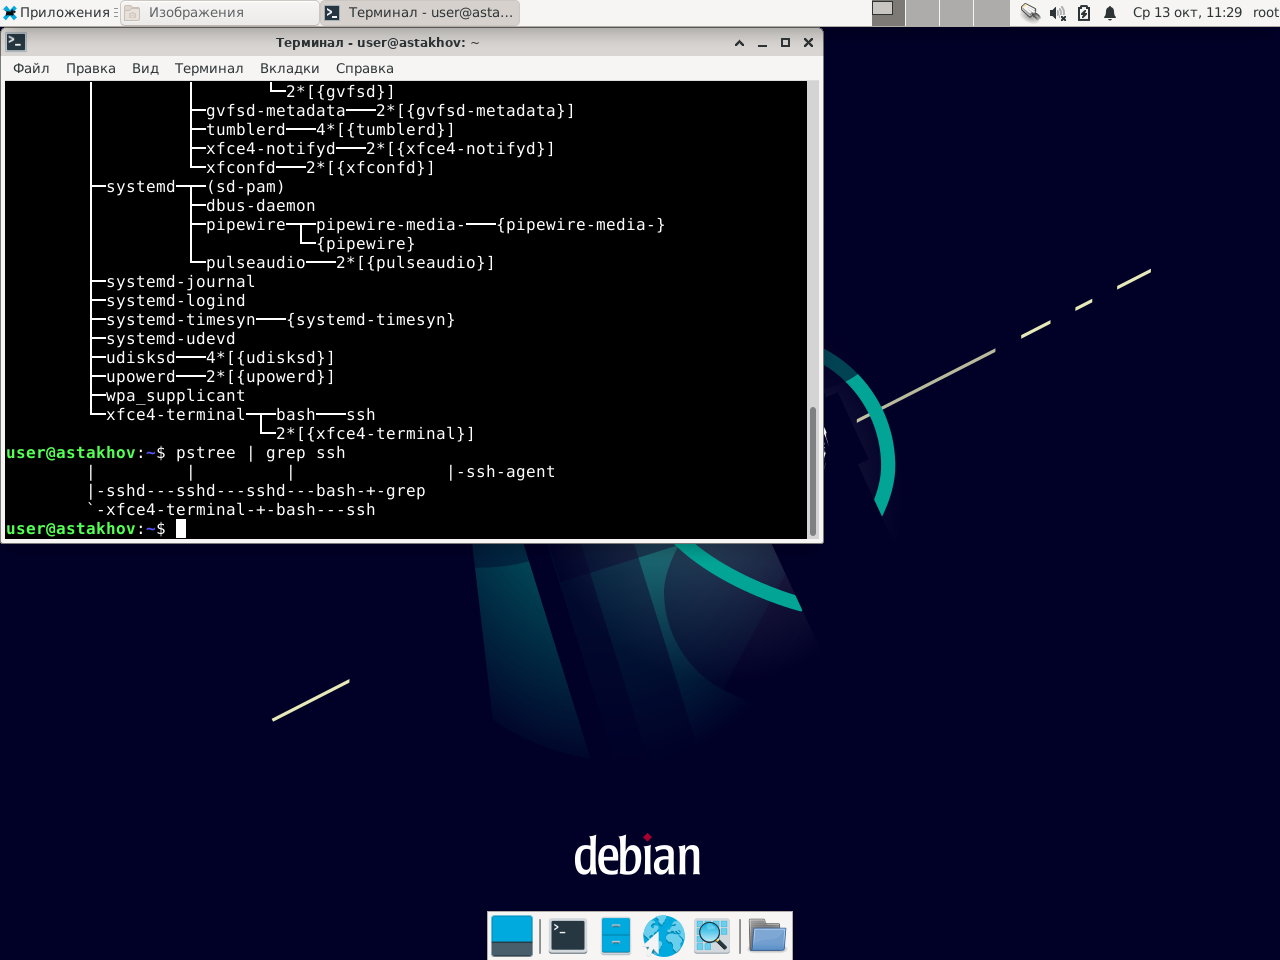 Приложения
Изображения
Терминал - user@asta...
Ср 13 окт, 11:29
root
Терминал - user@astakhov: ~
Файл Правка Вид Терминал Вкладки Справка
└─2*[{gvfsd}]
├─gvfsd-metadata───2*[{gvfsd-metadata}]
├─tumblerd───4*[{tumblerd}]
├─xfce4-notifyd───2*[{xfce4-notifyd}]
└─xfconfd───2*[{xfconfd}]
├─systemd─┬─(sd-pam)
├─dbus-daemon
├─pipewire─┬─pipewire-media-───{pipewire-media-}
└─{pipewire}
└─pulseaudio───2*[{pulseaudio}]
├─systemd-journal
├─systemd-logind
├─systemd-timesyn───{systemd-timesyn}
├─systemd-udevd
├─udisksd───4*[{udisksd}]
├─upowerd───2*[{upowerd}]
├─wpa_supplicant
└─xfce4-terminal─┬─bash───ssh
└─2*[{xfce4-terminal}]
user@astakhov:~$ pstree | grep ssh
| | | |-ssh-agent
|-sshd---sshd---sshd---bash-+-grep
`-xfce4-terminal-+-bash---ssh
user@astakhov:~$
debian